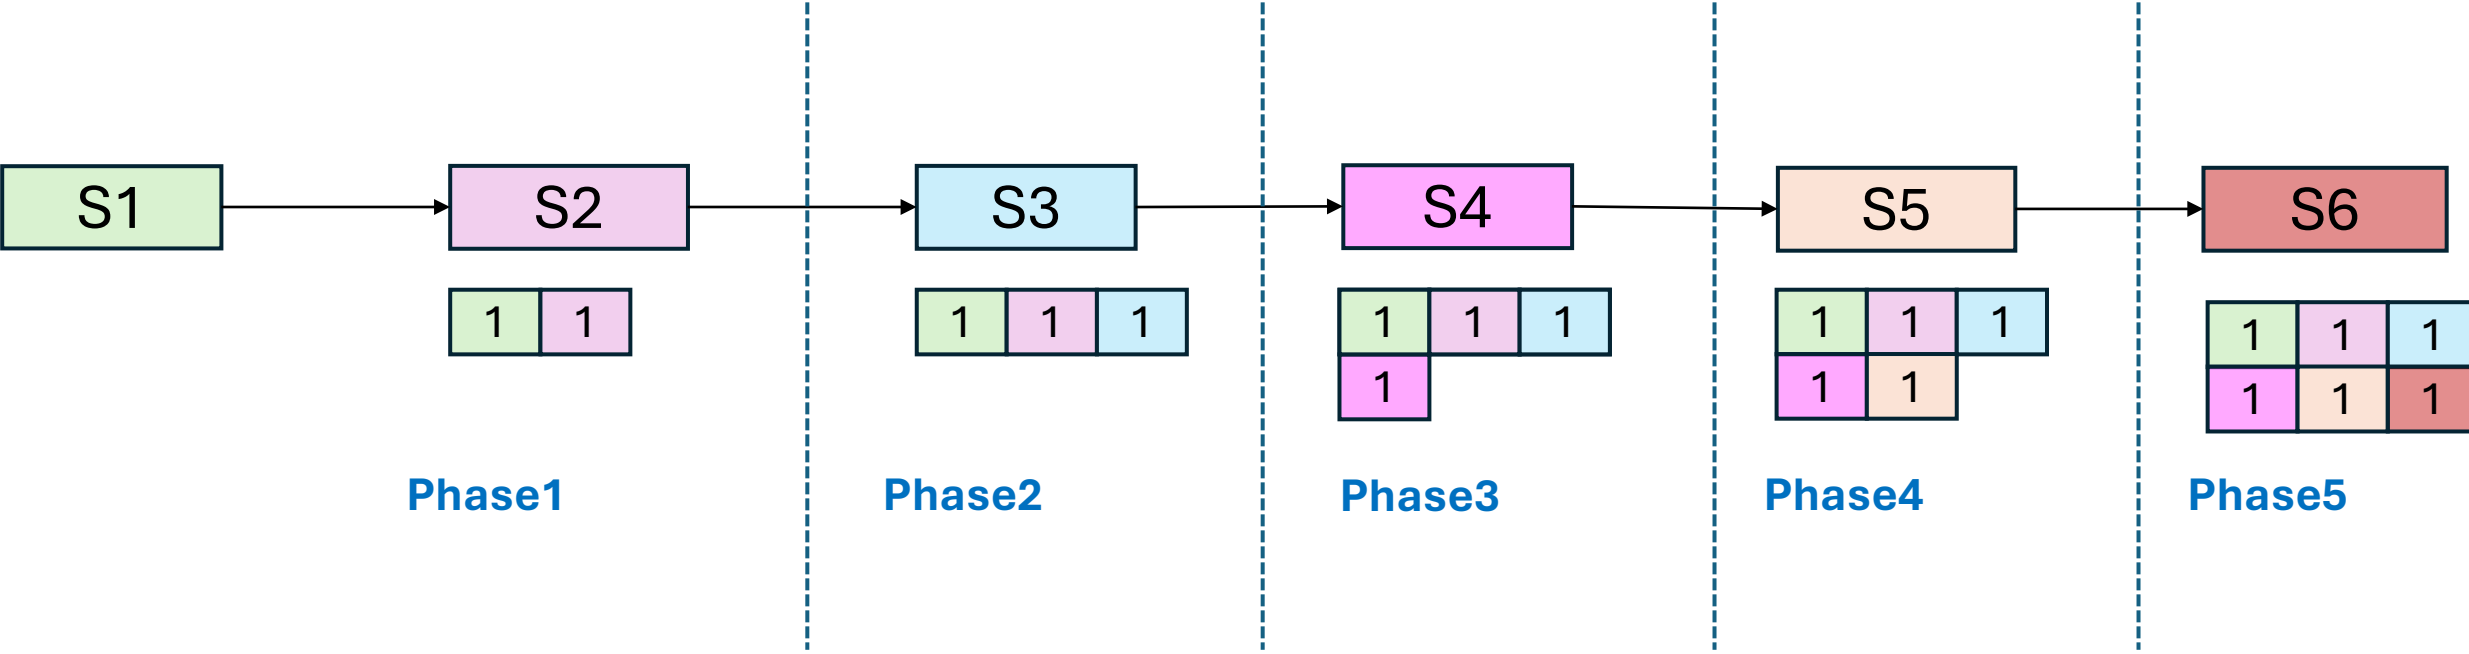 S1 S2 S3 S4 S5 S6
1 1 1 1 1 1 1 1 1 1 1 1 1 1
1 1 1 1 1 1
Phase1 Phase2 Phase3 Phase4 Phase5